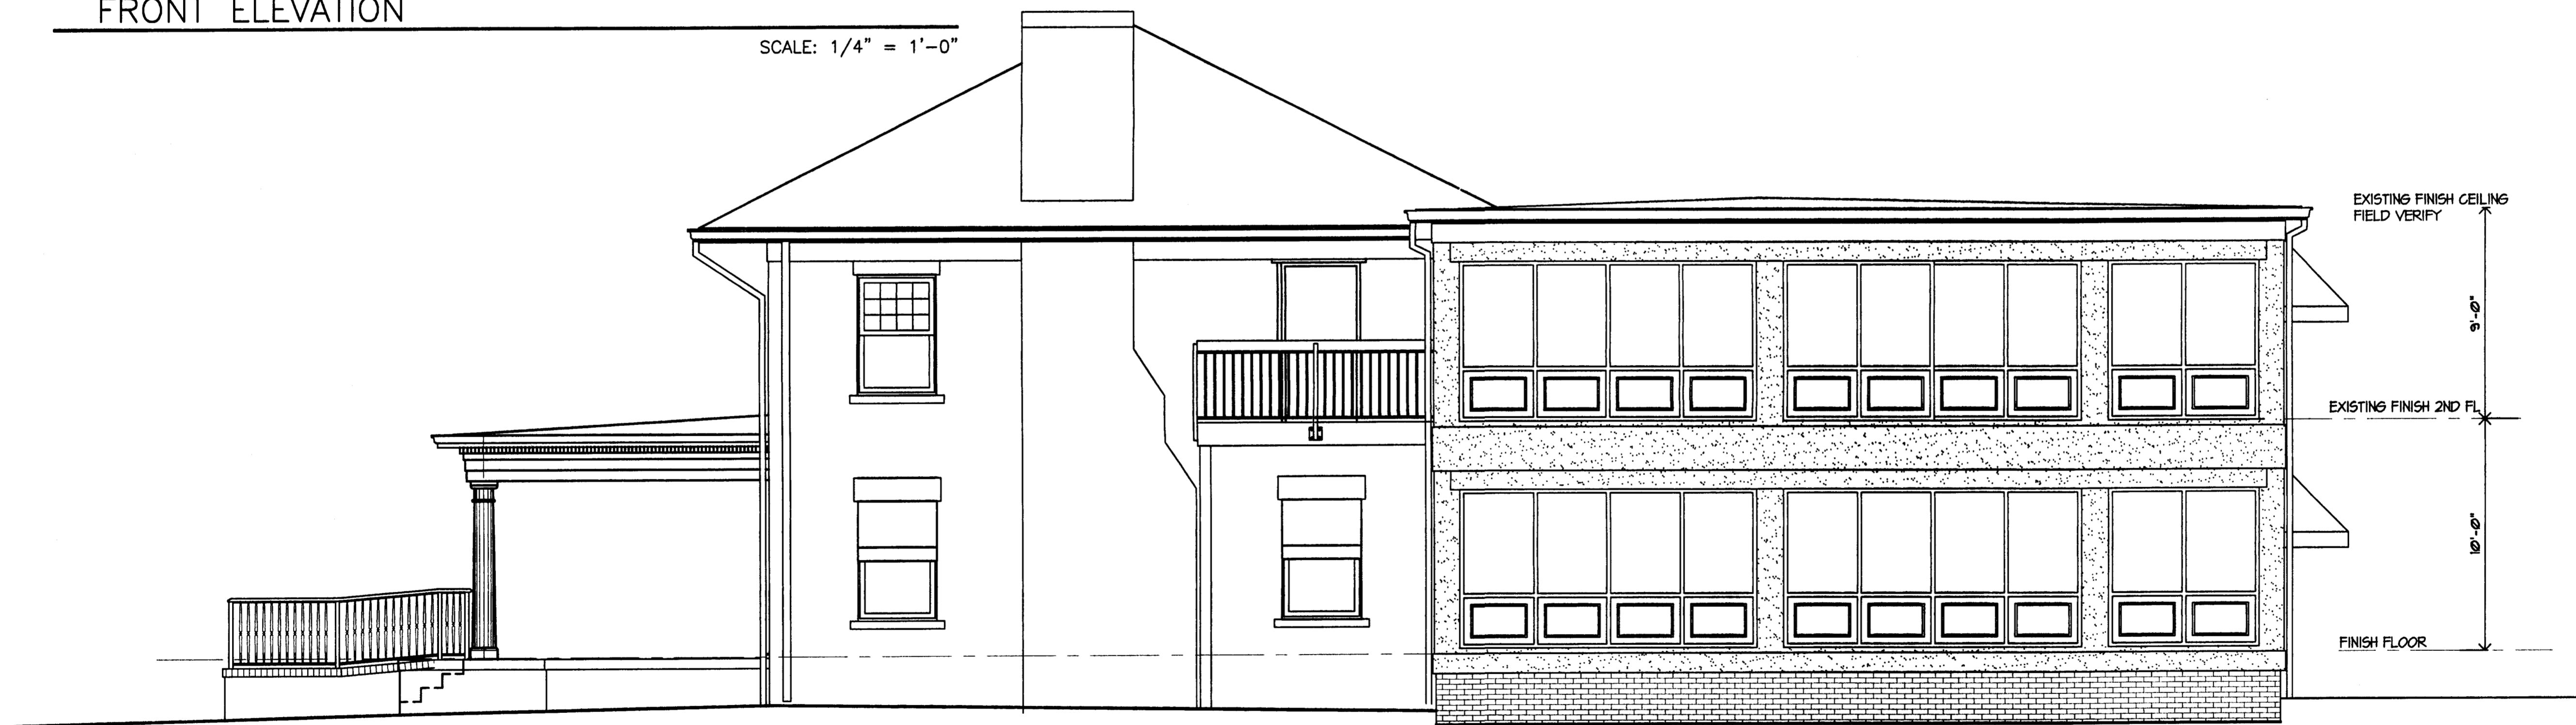 FRONT ELEVATION
SCALE: 1/4" = 1'-0"
EXISTING FINISH CEILING
FIELD VERIFY
9'-0"
EXISTING FINISH 2ND FL
10'-0"
FINISH FLOOR